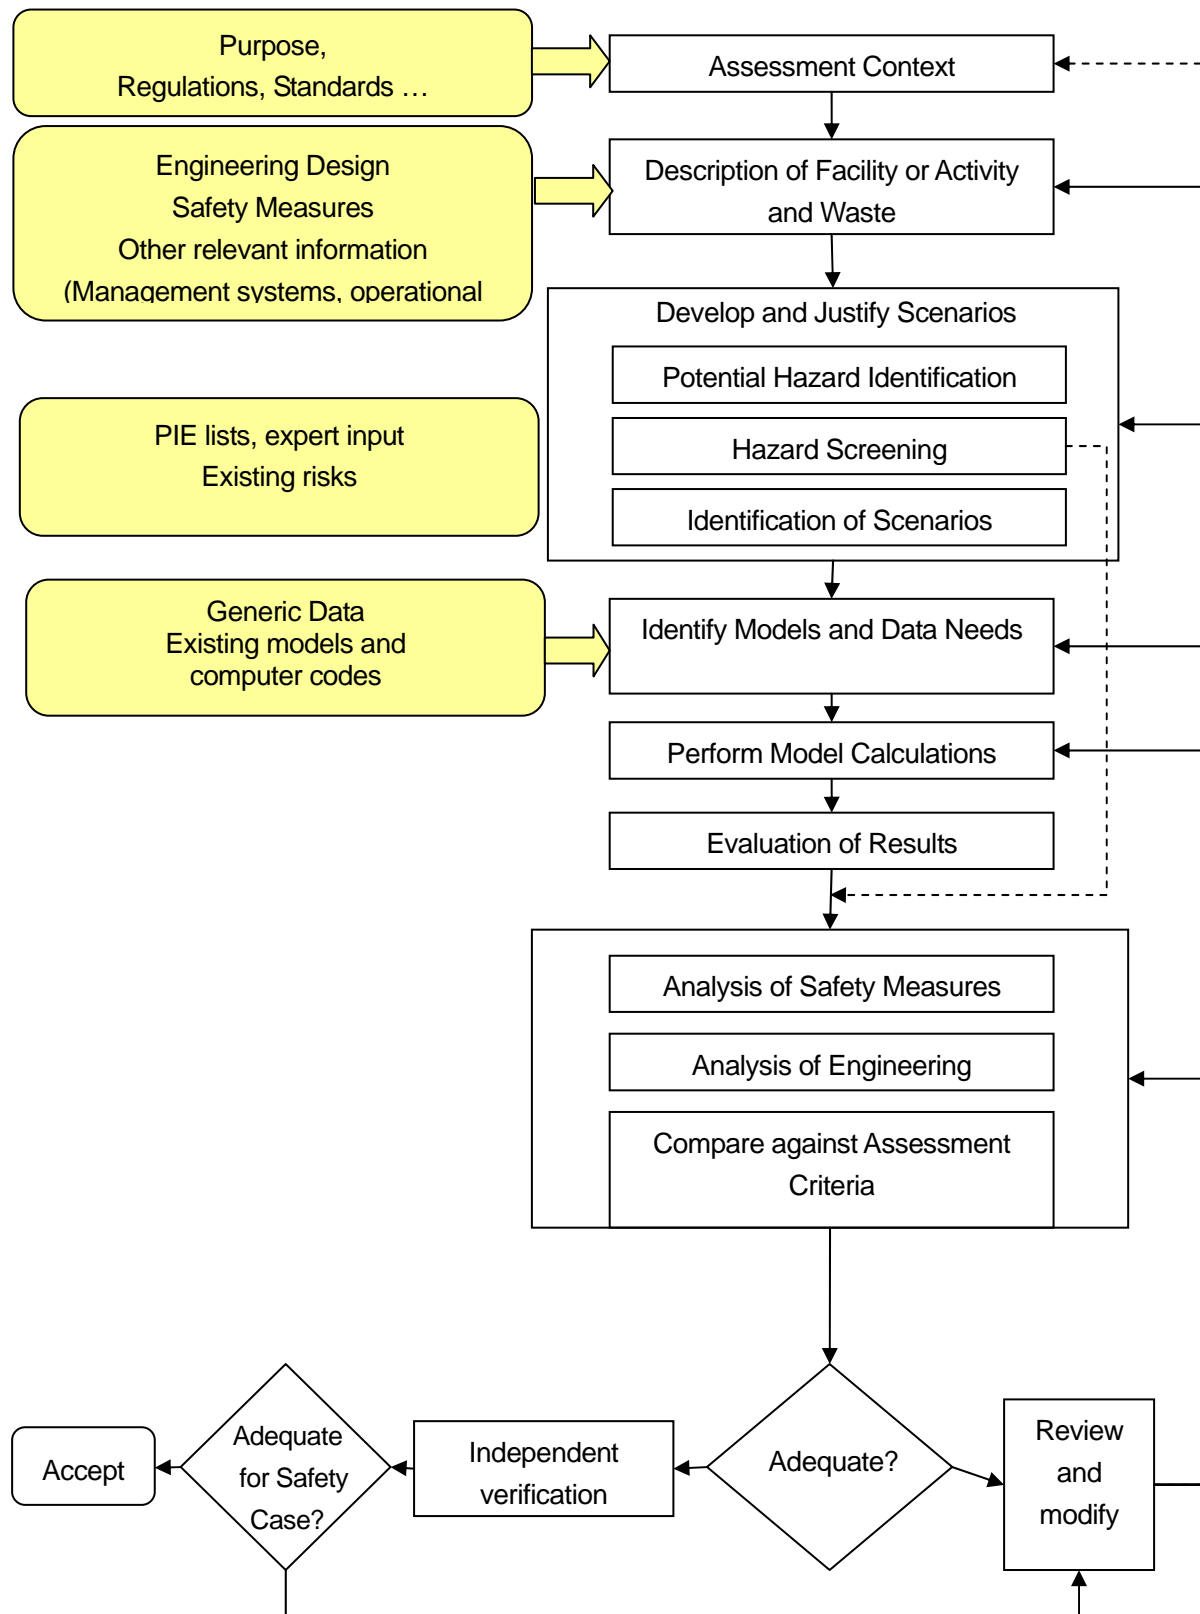 Purpose,
Regulations, Standards …
Assessment Context
Engineering Design
Safety Measures
Other relevant information
(Management systems, operational
Description of Facility or Activity
and Waste
Develop and Justify Scenarios
Potential Hazard Identification
Hazard Screening
Identification of Scenarios
PIE lists, expert input
Existing risks
Generic Data
Existing models and
computer codes
Identify Models and Data Needs
Perform Model Calculations
Evaluation of Results
Analysis of Safety Measures
Analysis of Engineering
Compare against Assessment
Criteria
Accept
Adequate
for Safety
Case?
Independent
verification
Adequate?
Review
and
modify